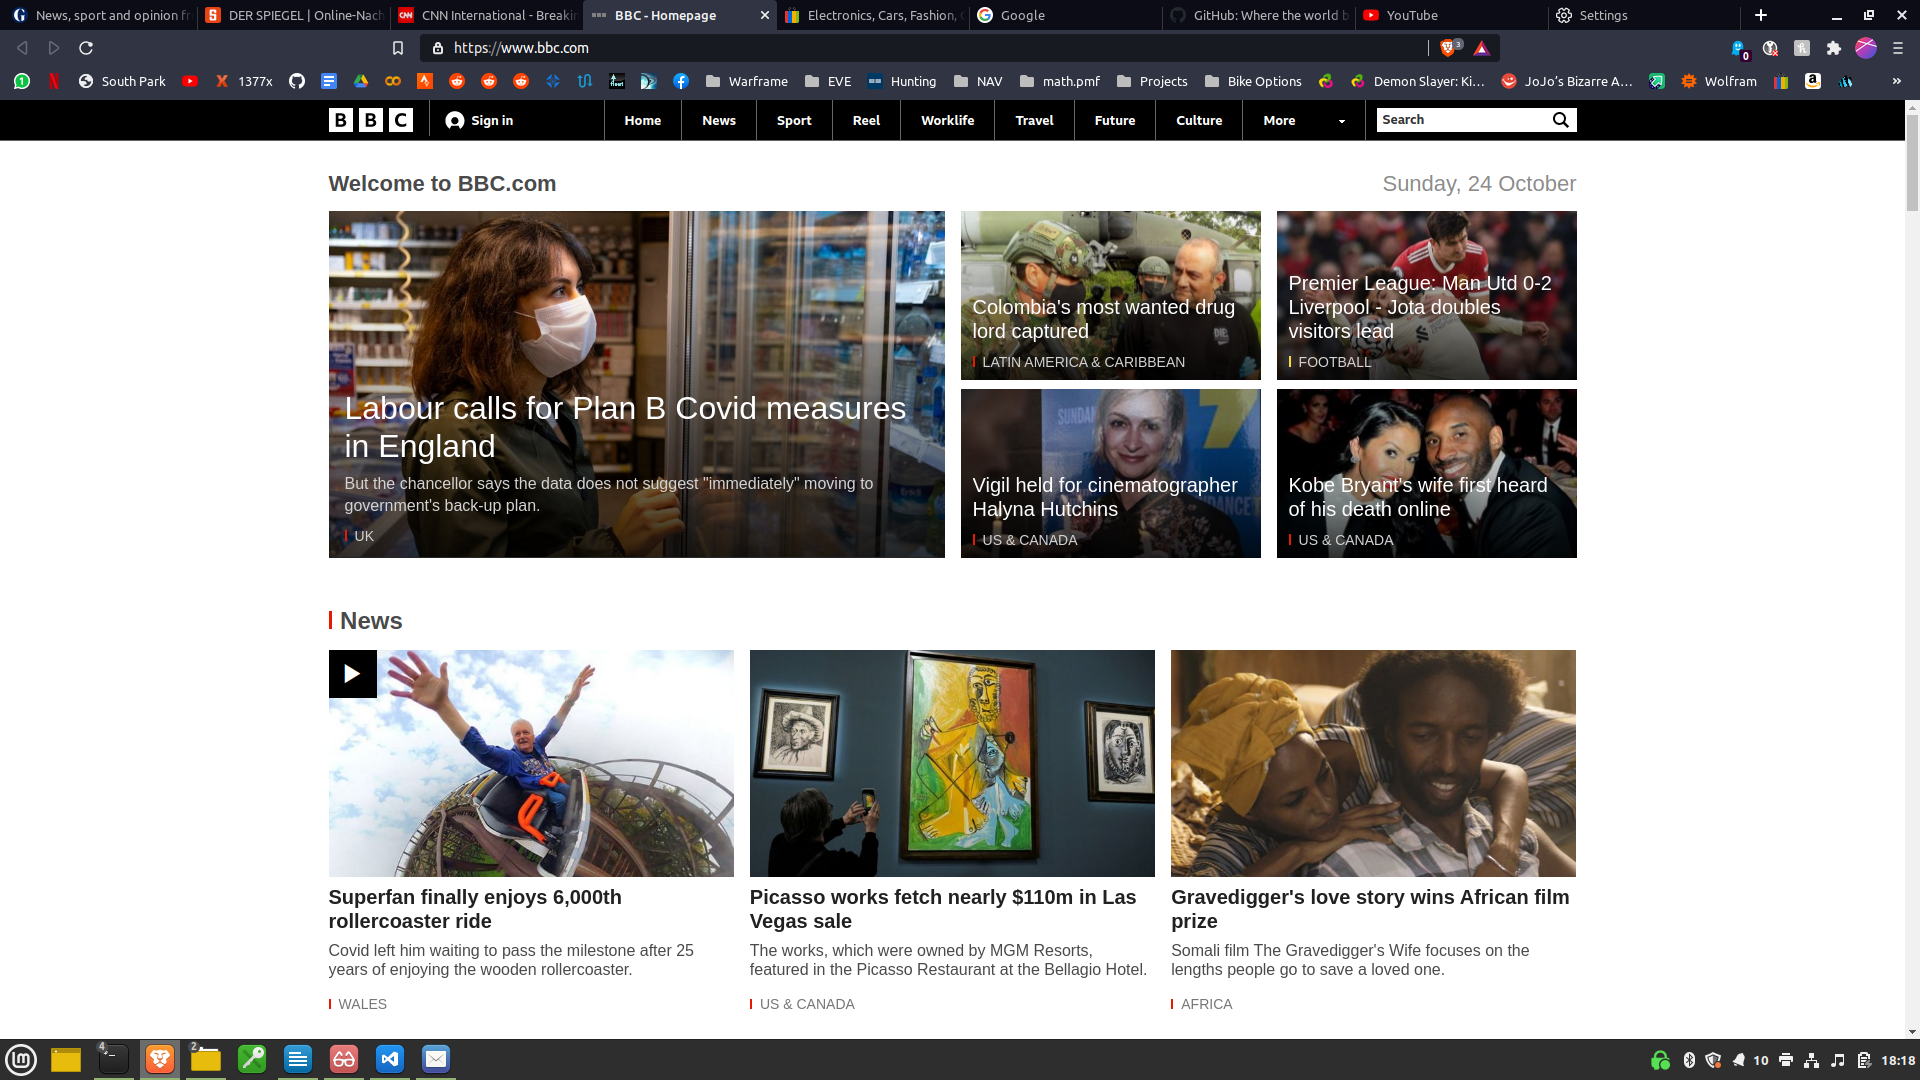 News, sport and opinion fr
DER SPIEGEL | Online-Nach
CNN International - Breakin
BBC - Homepage
Electronics, Cars, Fashion, C
Google
GitHub: Where the world b
YouTube
Settings
https://www.bbc.com
3
0
South Park
1377x
Warframe
EVE
Hunting
NAV
math.pmf
Projects
Bike Options
Demon Slayer: Ki...
JoJo's Bizarre A...
Wolfram
»
BBC
Sign in
Home
News
Sport
Reel
Worklife
Travel
Future
Culture
More
Search
Welcome to BBC.com
Sunday, 24 October
Labour calls for Plan B Covid measures
in England
But the chancellor says the data does not suggest "immediately" moving to
government's back-up plan.
UK
Colombia's most wanted drug
lord captured
LATIN AMERICA & CARIBBEAN
Premier League: Man Utd 0-2
Liverpool - Jota doubles
visitors lead
FOOTBALL
SUNDA
7
Vigil held for cinematographer
Halyna Hutchins
US & CANADA
Kobe Bryant's wife first heard
of his death online
US & CANADA
News
Superfan finally enjoys 6,000th
rollercoaster ride
Covid left him waiting to pass the milestone after 25
years of enjoying the wooden rollercoaster.
WALES
Picasso works fetch nearly $110m in Las
Vegas sale
The works, which were owned by MGM Resorts,
featured in the Picasso Restaurant at the Bellagio Hotel.
US & CANADA
Gravedigger's love story wins African film
prize
Somali film The Gravedigger's Wife focuses on the
lengths people go to save a loved one.
AFRICA
4
2
10
18:18